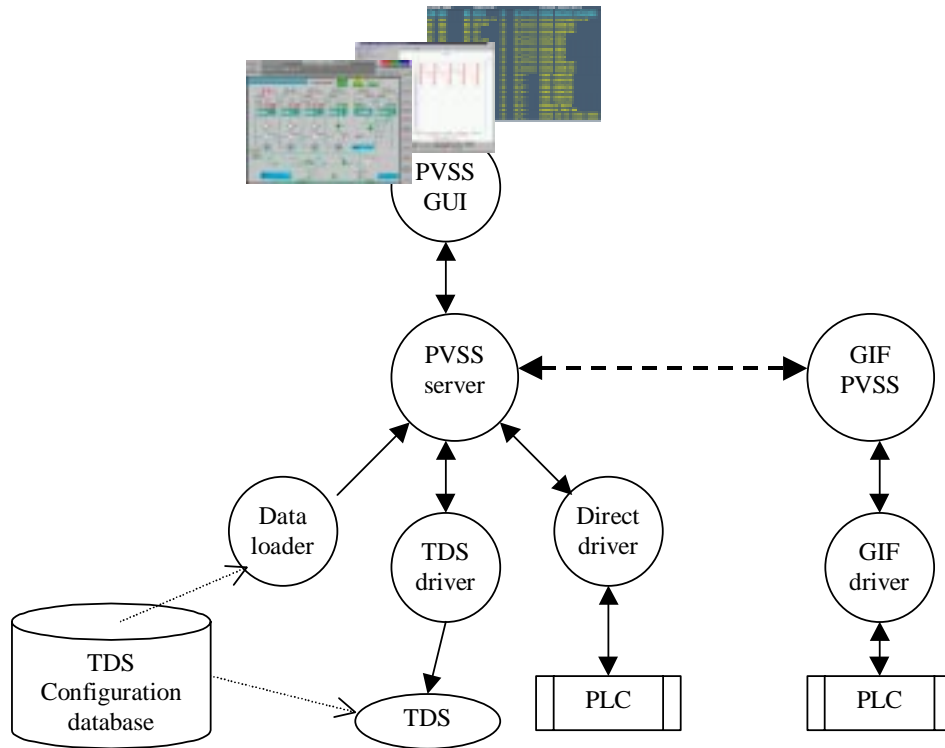 PVSS
GUI
PVSS
server
GIF
PVSS
Data
loader
TDS
driver
Direct
driver
GIF
driver
TDS
Configuration
database
TDS
PLC
PLC